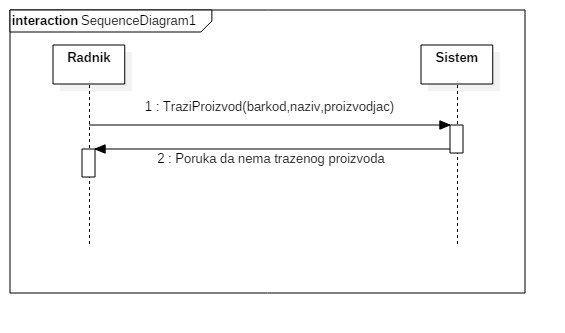 interaction SequenceDiagram1
Radnik
Sistem
1 : TraziProizvod(barkod,naziv,proizvodjac)
2 : Poruka da nema trazenog proizvoda